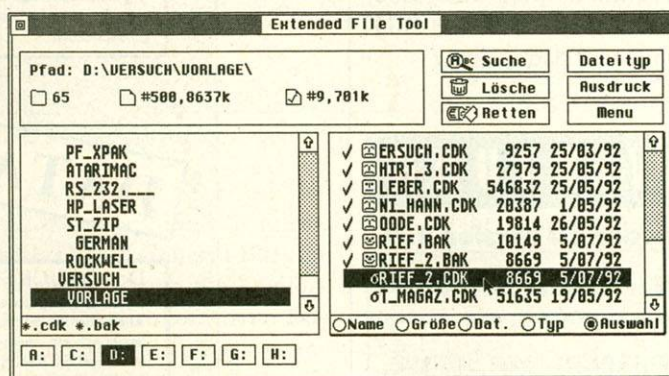 Extended File Tool
Pfad: D:\VERSUCH\VORLAGE\
65 #500,8637k #9,701k
Suche
Dateityp
Lösche
Ausdruck
Retten
Menu
PF_XPAK
ATARIMAC
RS_232.___
HP_LASER
ST_ZIP
GERMAN
ROCKWELL
VERSUCH
VORLAGE
*.cdk *.bak
ERSUCH.CDK 9257 25/03/92
HIRT_3.CDK 27979 25/05/92
LEBER.CDK 546832 25/05/92
NI_HANN.CDK 20387 1/05/92
OODE.CDK 19814 26/05/92
RIEF.BAK 10149 5/07/92
RIEF_2.BAK 8669 5/07/92
RIEF_2.CDK 8669 5/07/92
T_MAGAZ.CDK 51635 19/05/92
Name Größe Dat. Typ Auswahl
A: C: D: E: F: G: H: